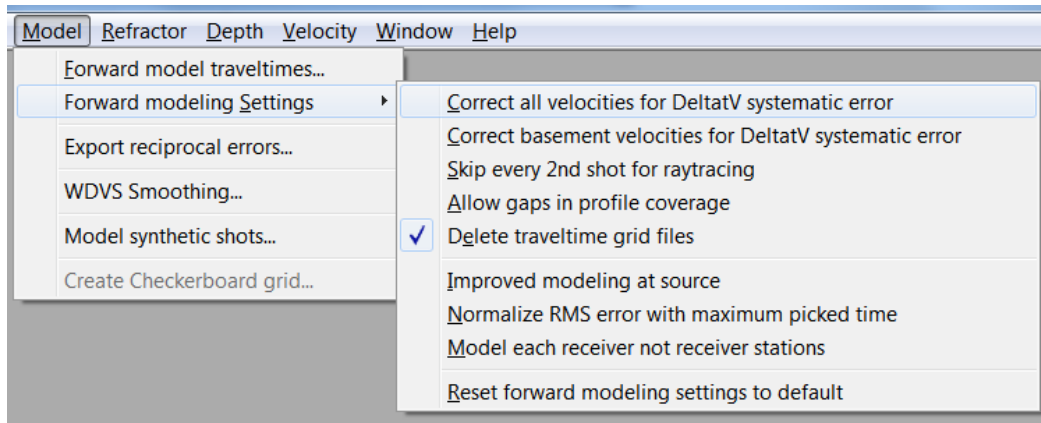 Model Refractor Depth Velocity Window Help
Forward model traveltimes...
Forward modeling Settings
Export reciprocal errors...
WDVS Smoothing...
Model synthetic shots...
Create Checkerboard grid...
Correct all velocities for DeltatV systematic error
Correct basement velocities for DeltatV systematic error
Skip every 2nd shot for raytracing
Allow gaps in profile coverage
Delete traveltime grid files
Improved modeling at source
Normalize RMS error with maximum picked time
Model each receiver not receiver stations
Reset forward modeling settings to default